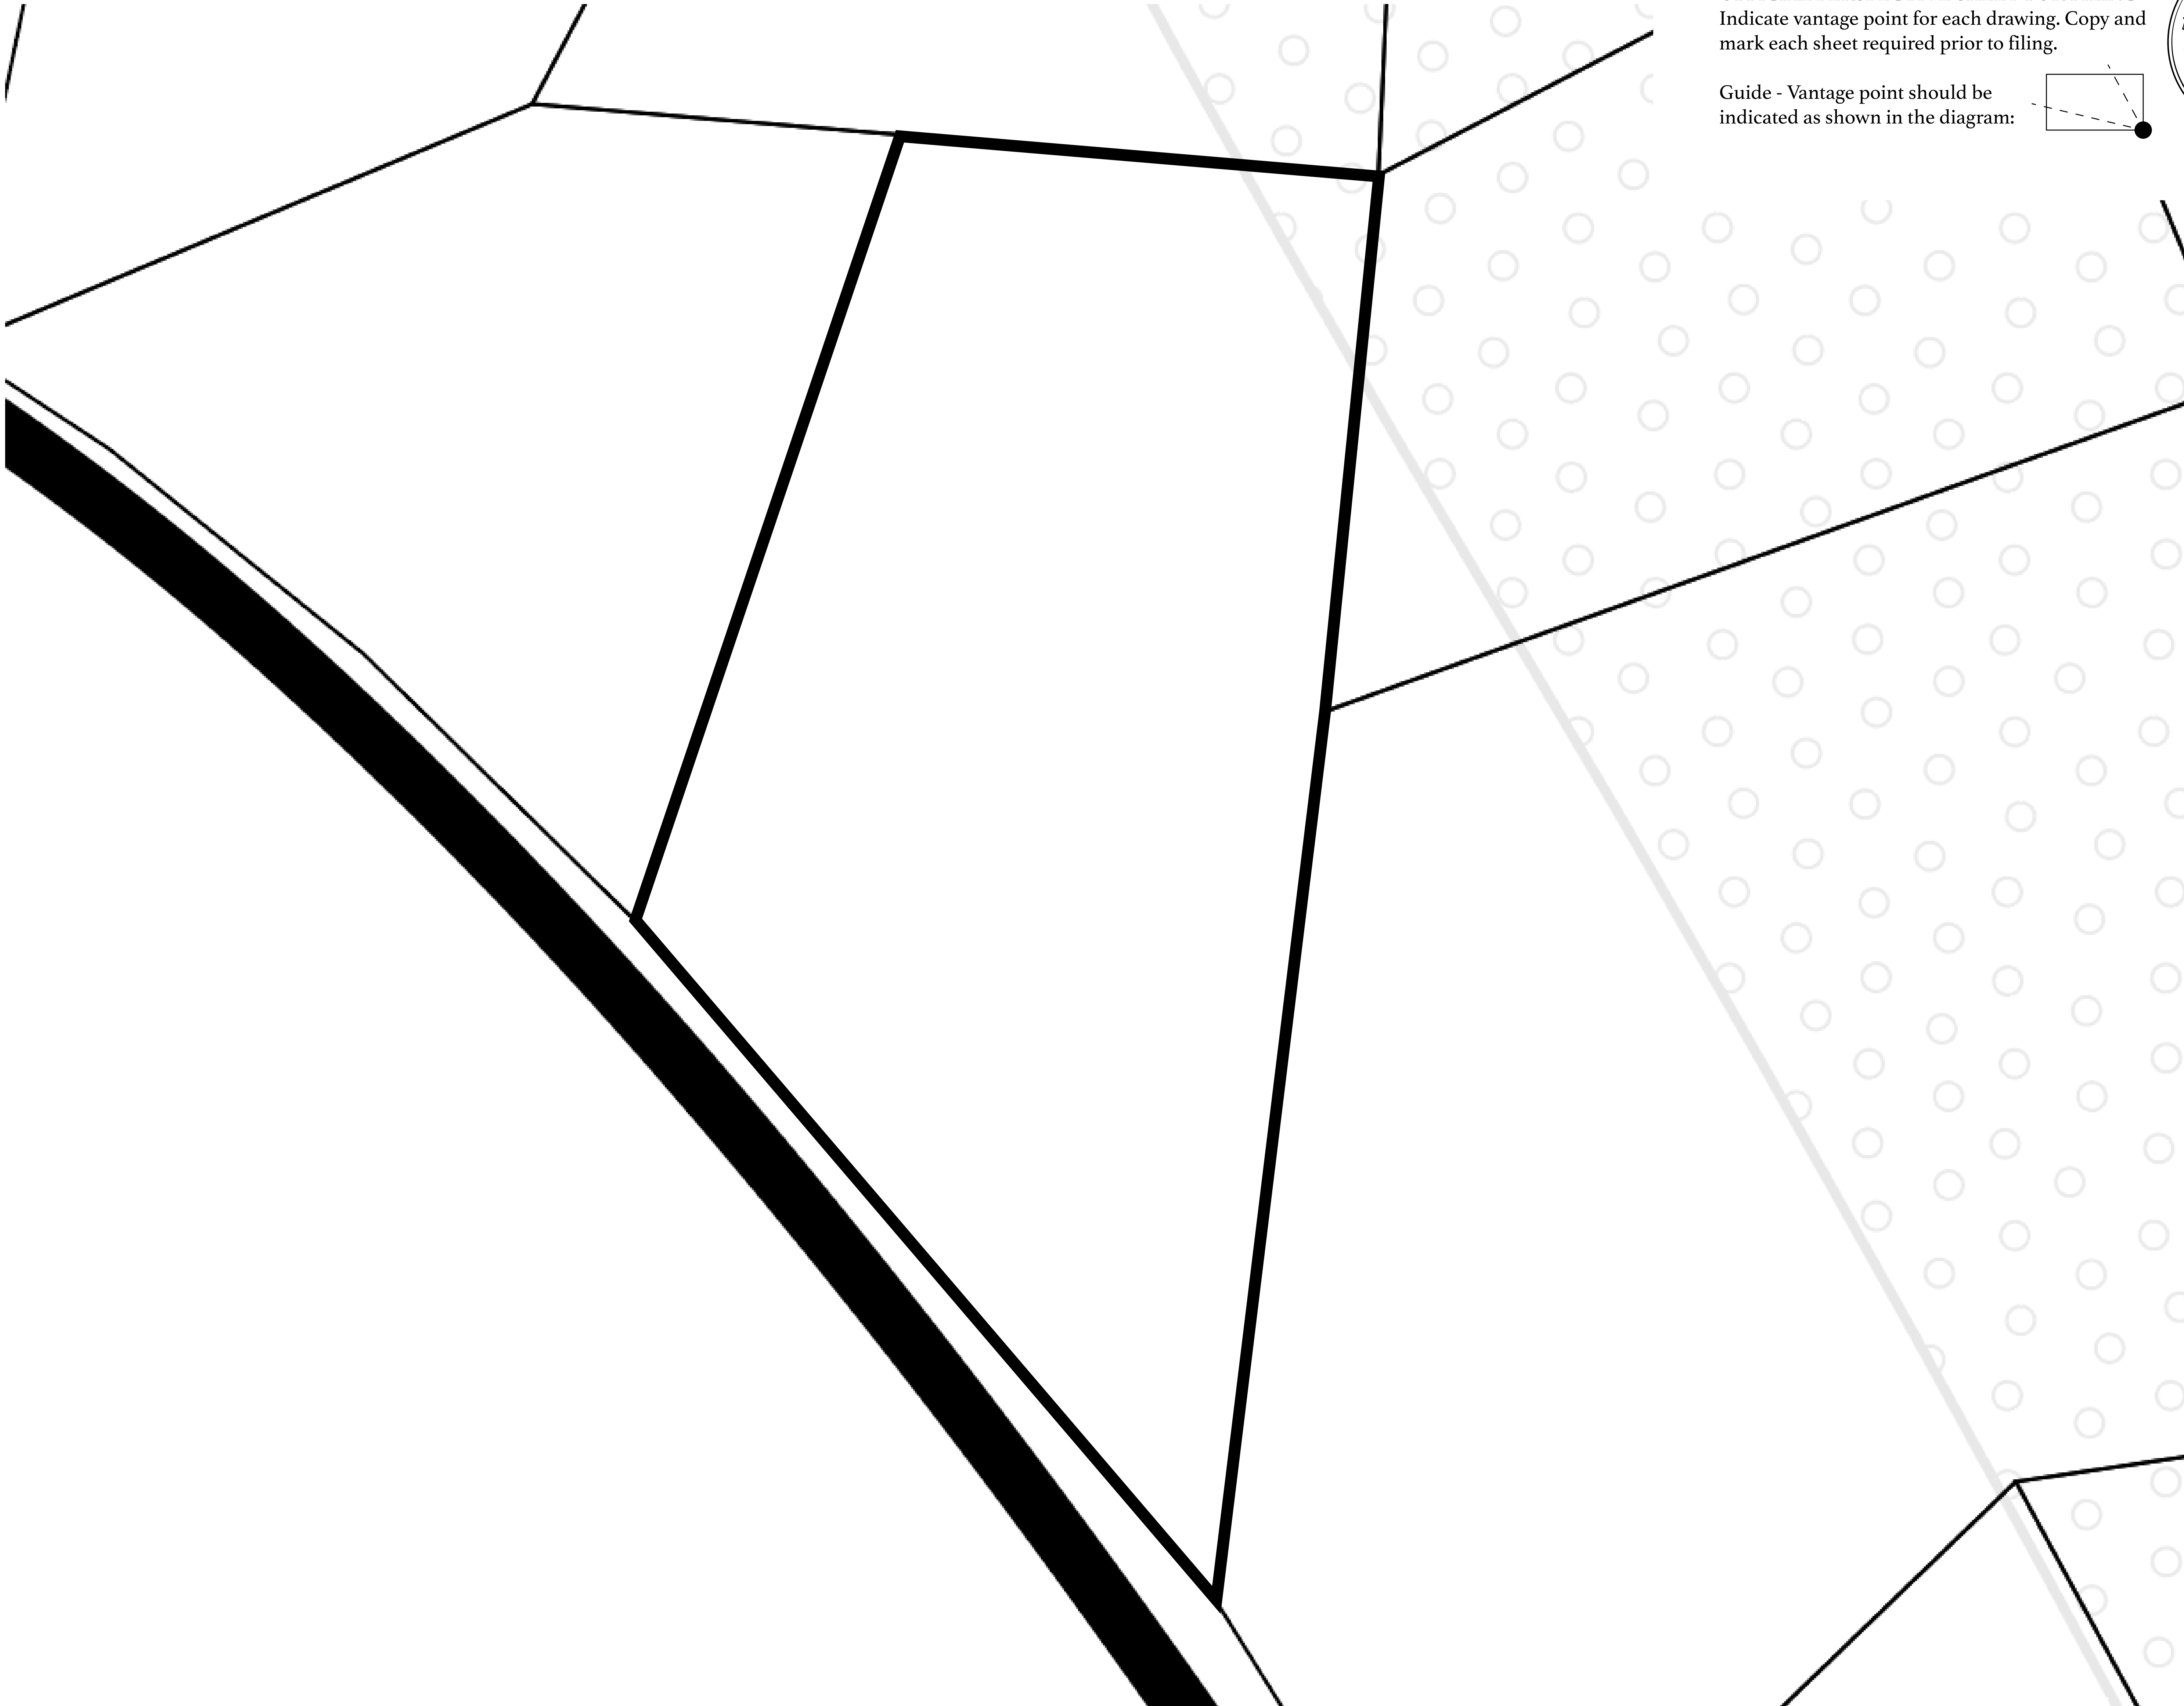 Indicate vantage point for each drawing. Copy and
mark each sheet required prior to filing.
Guide - Vantage point should be
indicated as shown in the diagram: